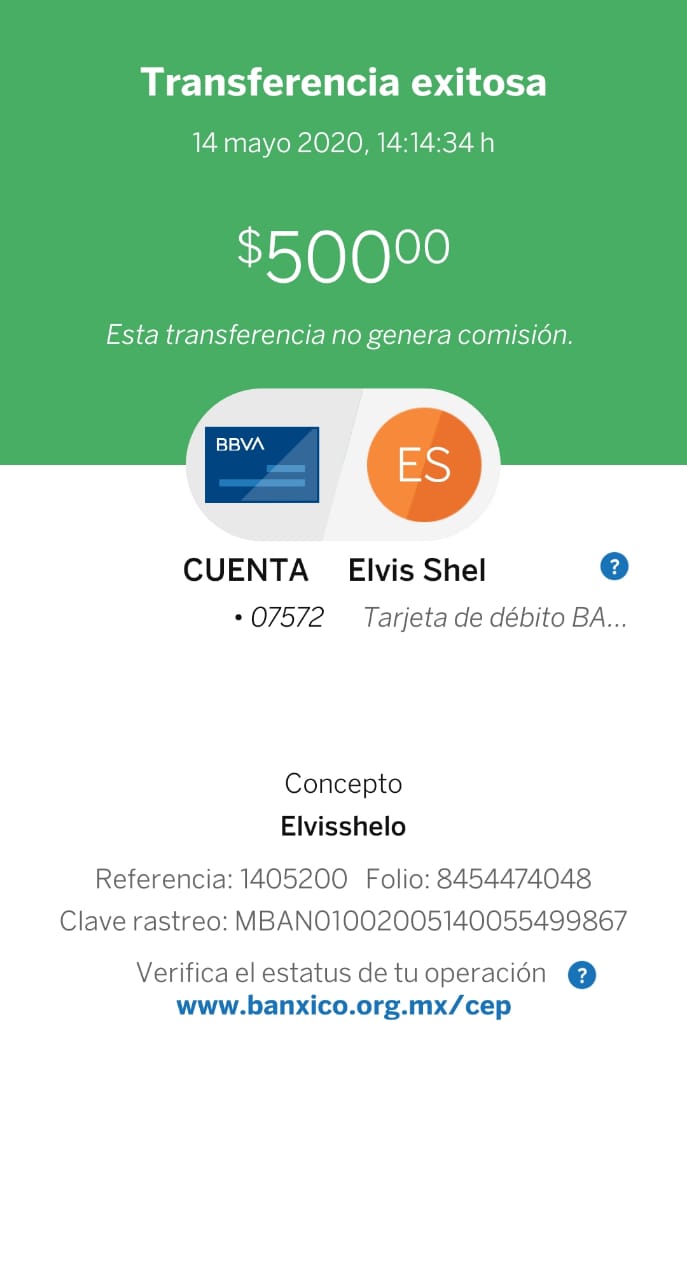 Transferencia exitosa
14 mayo 2020, 14:14:34 h
$50000
Esta transferencia no genera comisión.
BBVA
ES
CUENTA Elvis Shel ?
• 07572 Tarjeta de débito BA...
Concepto
Elvisshelo
Referencia: 1405200 Folio: 8454474048
Clave rastreo: MBAN01002005140055499867
Verifica el estatus de tu operación ?
www.banxico.org.mx/cep